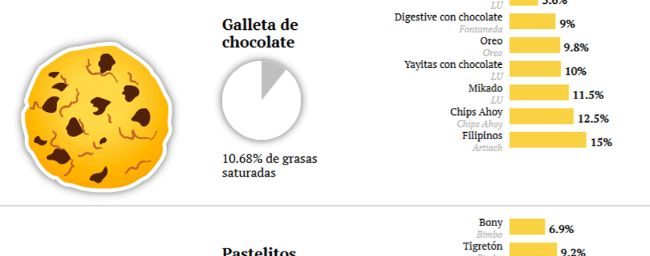 LU
5.6%
Galleta de
chocolate
10.68% de grasas
saturadas
Digestive con chocolate
Fontaneda
9%
Oreo
Oreo
9.8%
Yayitas con chocolate
LU
10%
Mikado
LU
11.5%
Chips Ahoy
Chips Ahoy
12.5%
Filipinos
Artiach
15%
Pastelitos
Bony
Bimbo
6.9%
Tigretón
9.2%